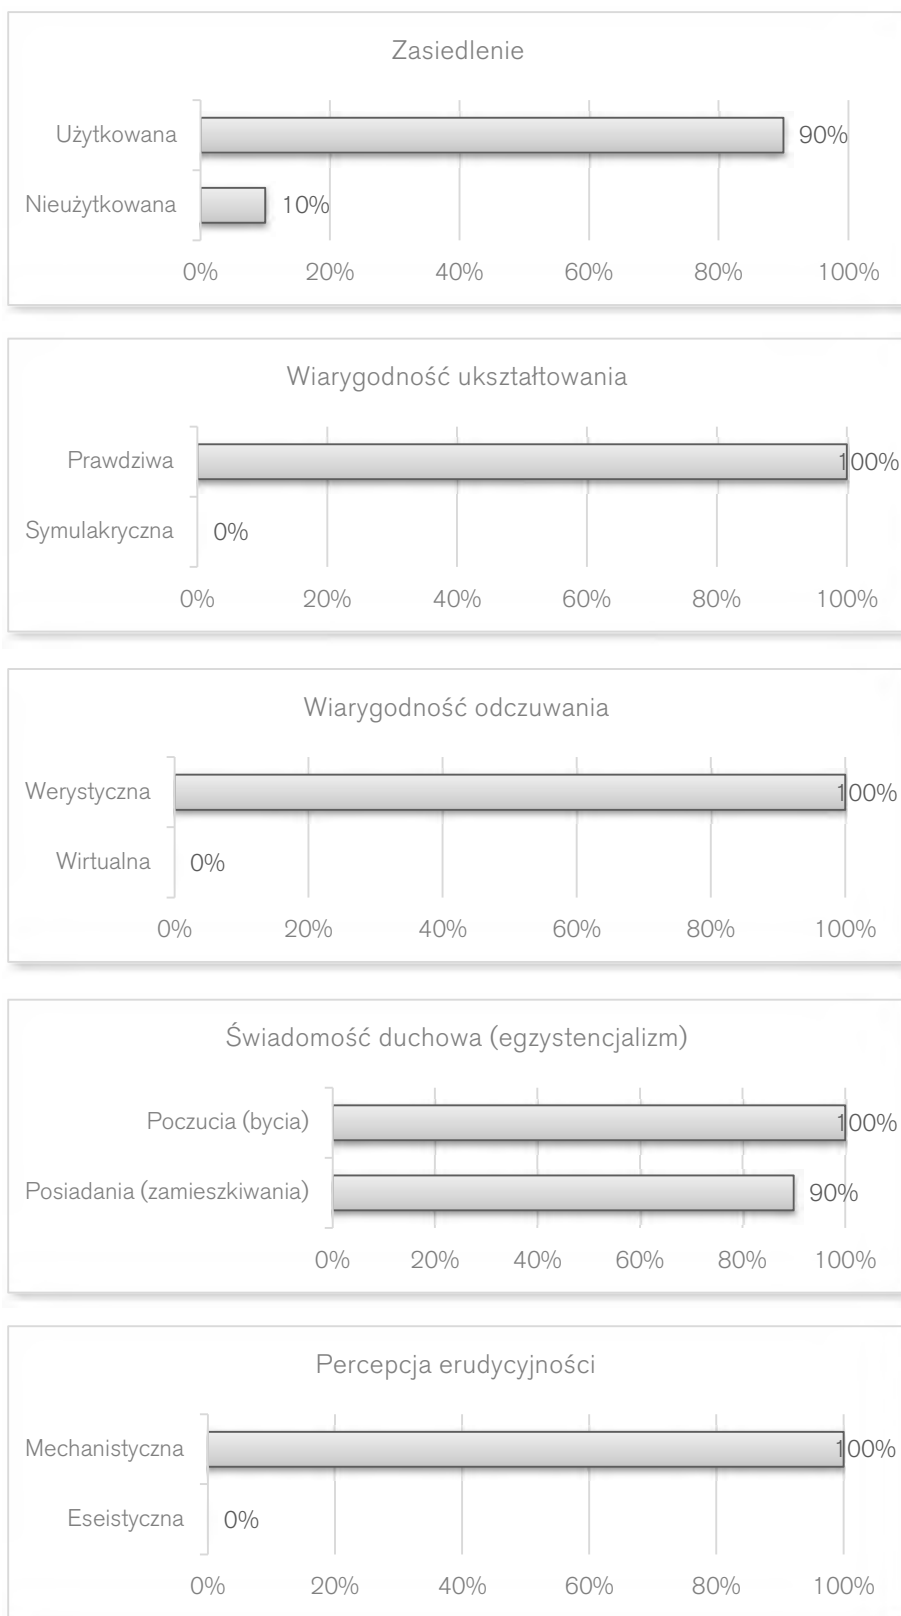 Zasiedlenie
Użytkowana 90%
Nieużytkowana 10%
0% 20% 40% 60% 80% 100%
Wiarygodność ukształtowania
Prawdziwa 100%
Symulakryczna 0%
0% 20% 40% 60% 80% 100%
Wiarygodność odczuwania
Werystyczna 100%
Wirtualna 0%
0% 20% 40% 60% 80% 100%
Świadomość duchowa (egzystencjalizm)
Poczucia (bycia) 100%
Posiadania (zamieszkiwania) 90%
0% 20% 40% 60% 80% 100%
Percepcja erudycyjności
Mechanistyczna 100%
Eseistyczna 0%
0% 20% 40% 60% 80% 100%